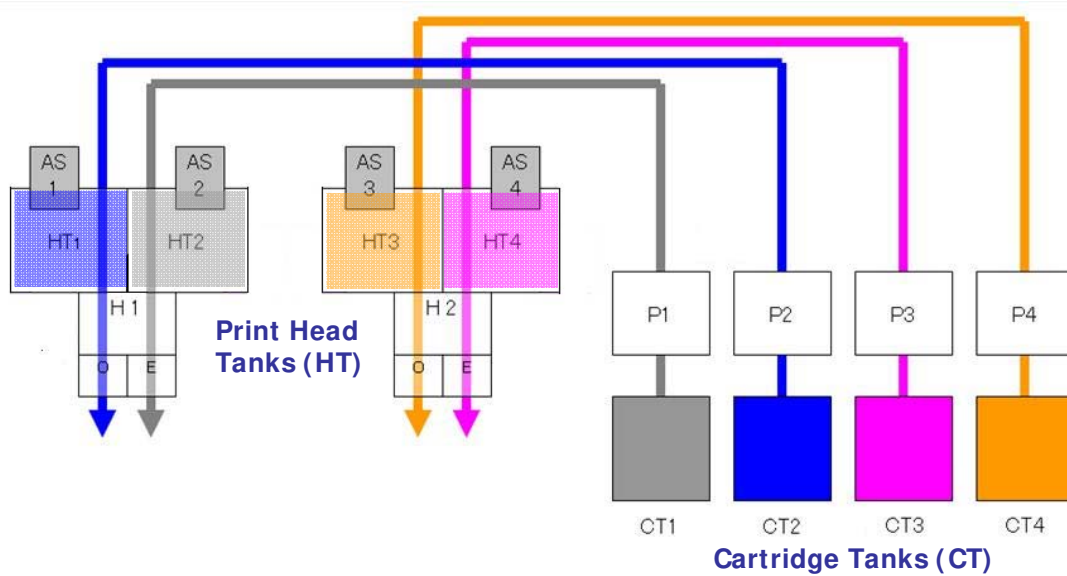 AS
1
AS
2
AS
3
AS
4
HT1
HT2
HT3
HT4
H 1
H 2
Print Head
Tanks (HT)
O
E
O
E
P1
P2
P3
P4
CT1
CT2
CT3
CT4
Cartridge Tanks (CT)